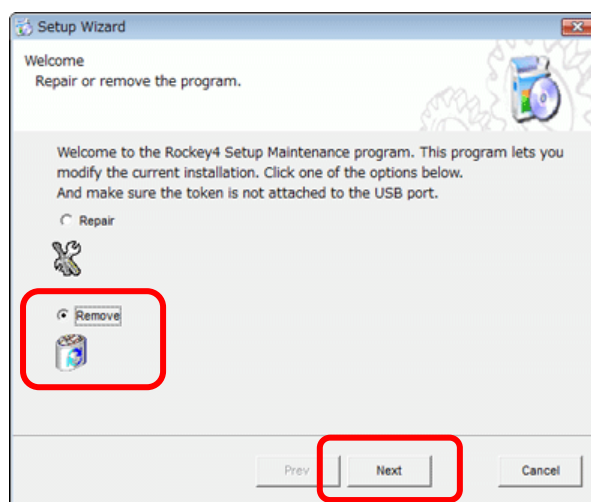 Setup Wizard
Welcome
Repair or remove the program.
Welcome to the Rockey4 Setup Maintenance program. This program lets you
modify the current installation. Click one of the options below.
And make sure the token is not attached to the USB port.
Repair
Remove
Prev
Next
Cancel